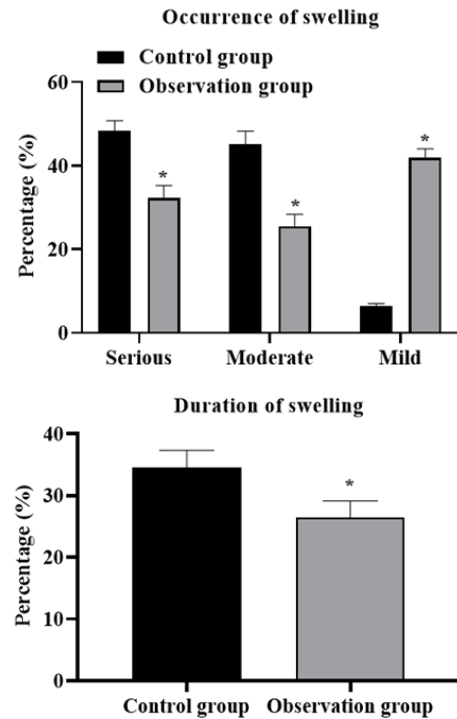 Occurrence of swelling
Control group
Observation group
Percentage (%)
60
40
20
0
*
*
*
Serious Moderate Mild
Duration of swelling
Percentage (%)
40
30
20
10
0
*
Control group Observation group